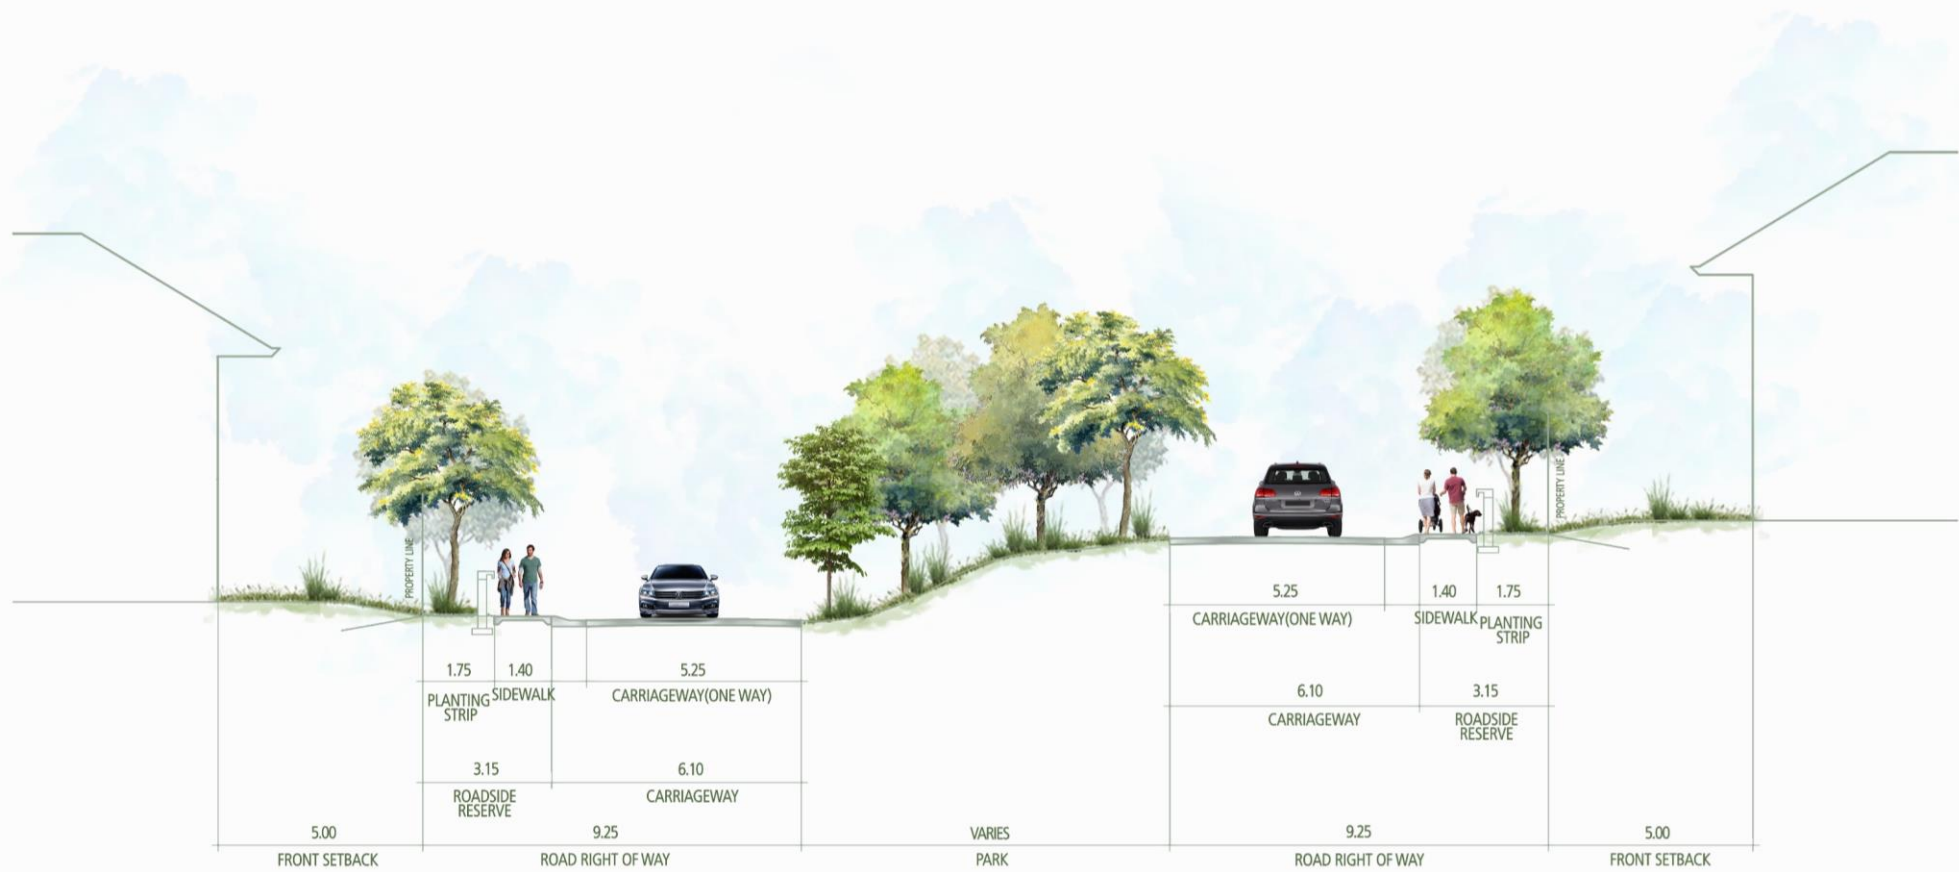 PROPERTY LINE
PROPERTY LINE
5.25 1.40 1.75
CARRIAGEWAY(ONE WAY) SIDEWALK PLANTING
STRIP
1.75 1.40 5.25
PLANTING SIDEWALK CARRIAGEWAY(ONE WAY)
STRIP
6.10 3.15
CARRIAGEWAY ROADSIDE
RESERVE
3.15 6.10
ROADSIDE CARRIAGEWAY
RESERVE
5.00 9.25 VARIES 9.25 5.00
FRONT SETBACK ROAD RIGHT OF WAY PARK ROAD RIGHT OF WAY FRONT SETBACK